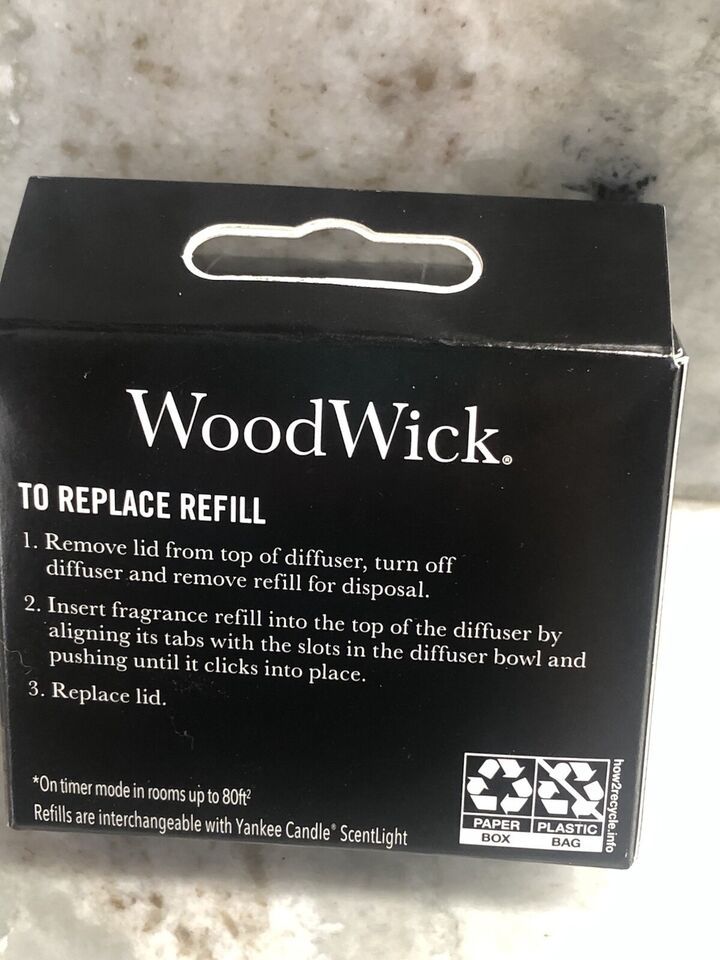 WoodWick®
TO REPLACE REFILL
1. Remove lid from top of diffuser, turn off
diffuser and remove refill for disposal.
2. Insert fragrance refill into the top of the diffuser by
aligning its tabs with the slots in the diffuser bowl and
pushing until it clicks into place.
3. Replace lid.
*On timer mode in rooms up to 80ft²
Refills are interchangeable with Yankee Candle® ScentLight
PAPER
BOX
PLASTIC
BAG
how2recycle.info